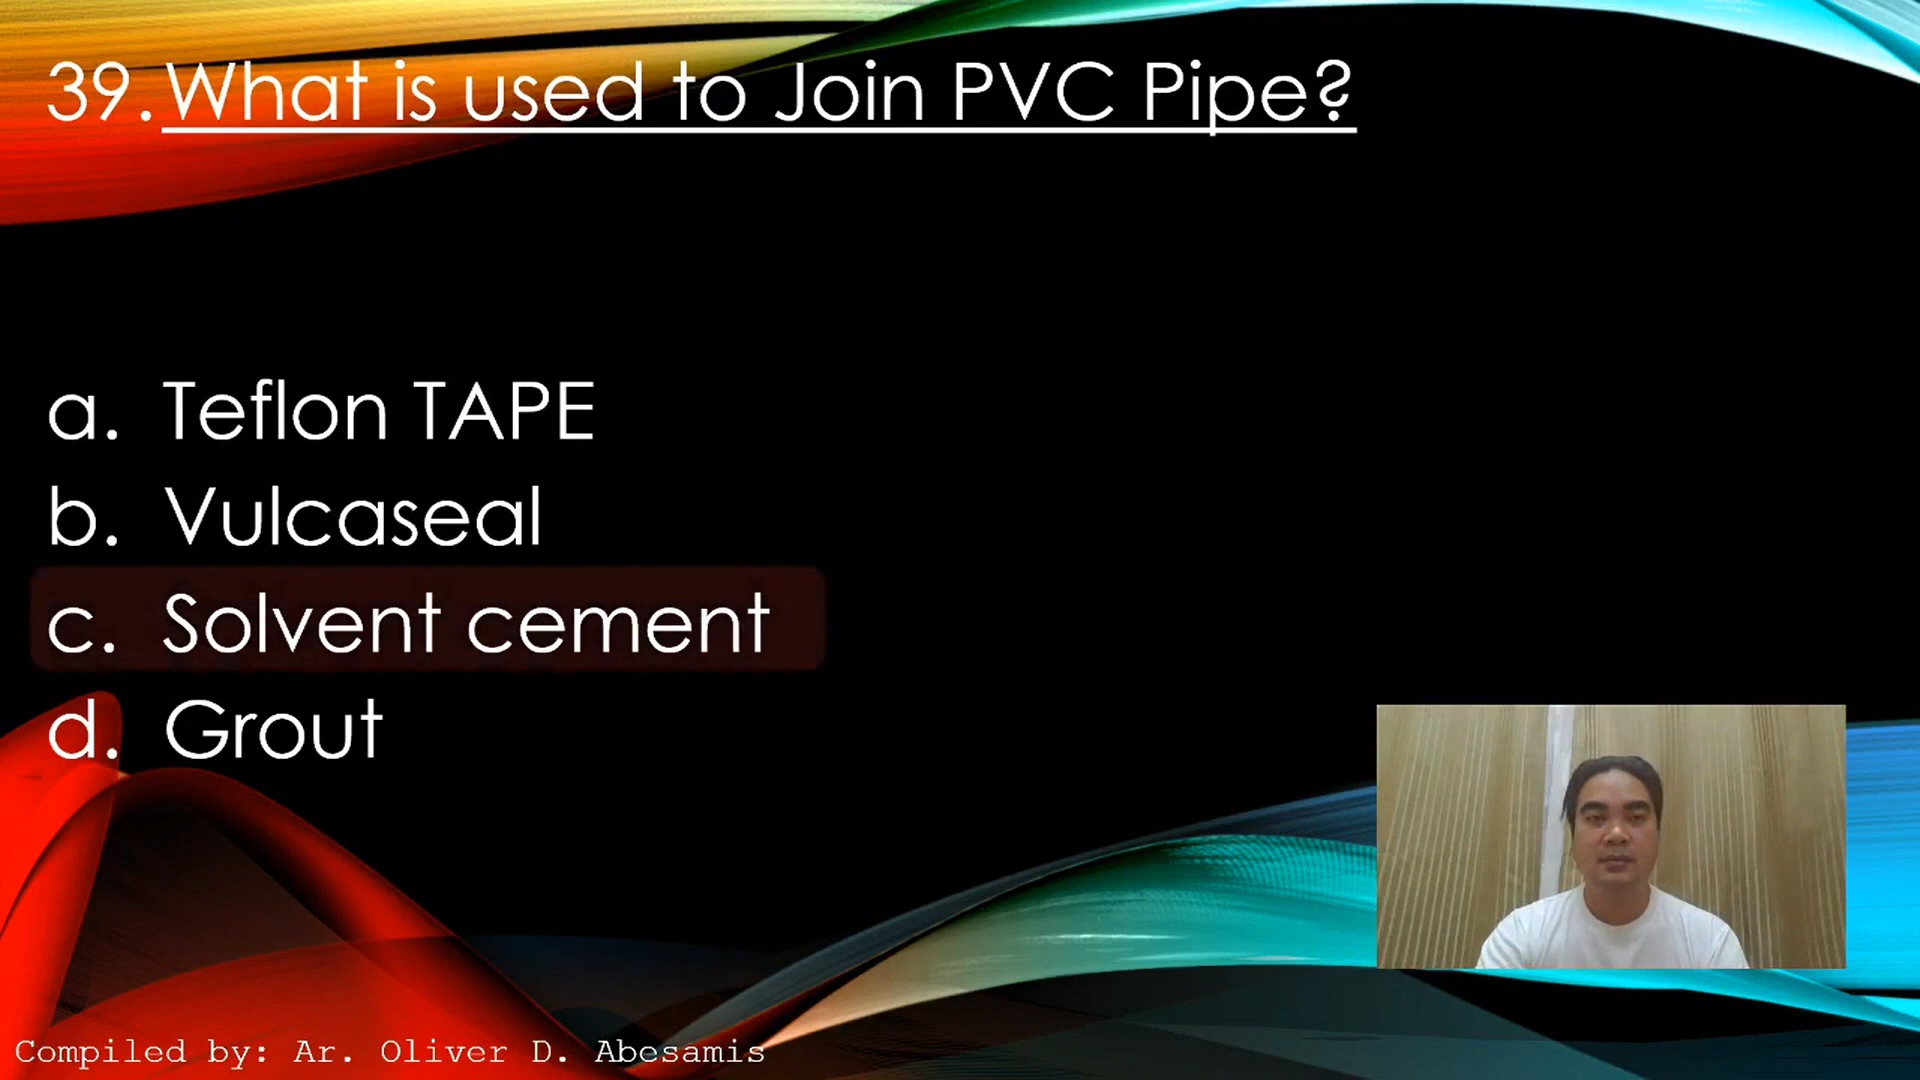 39. What is used to Join PVC Pipe?
a. Teflon TAPE
b. Vulcaseal
c. Solvent cement
d. Grout
Compiled by: Ar. Oliver D. Abesamis